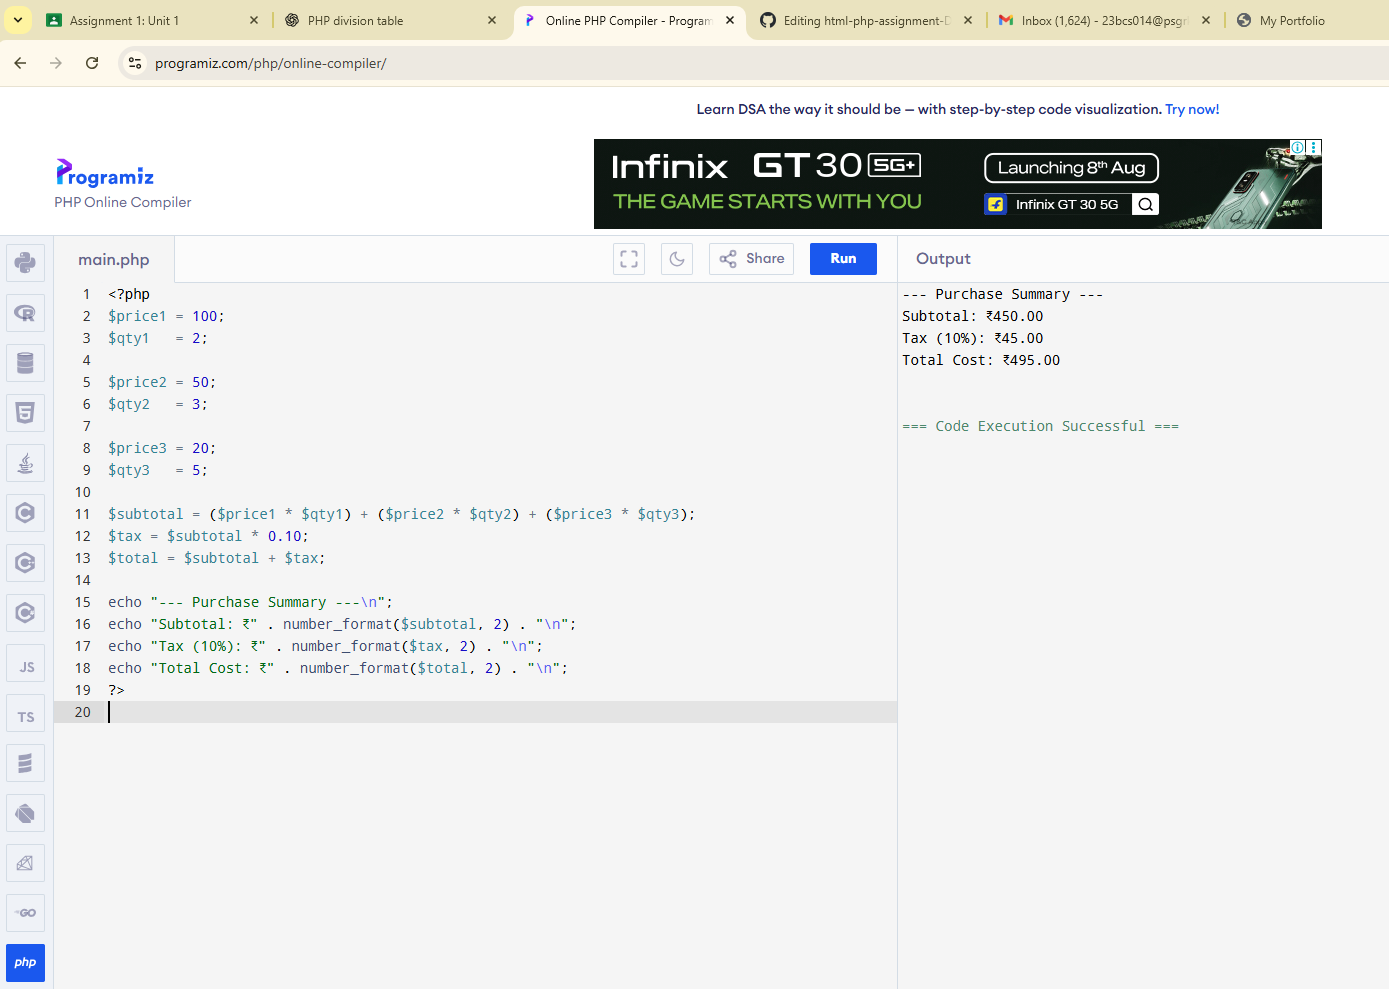 Assignment 1: Unit 1
PHP division table
Online PHP Compiler - Program
Editing html-php-assignment-D
Inbox (1,624) - 23bcs014@psgr
My Portfolio
programiz.com/php/online-compiler/
Learn DSA the way it should be — with step-by-step code visualization. Try now!
Programiz
PHP Online Compiler
Infinix GT 30 5G+
THE GAME STARTS WITH YOU
Launching 8th Aug
Infinix GT 30 5G
main.php
Share
Run
Output
1 <?php
2 $price1 = 100;
3 $qty1   = 2;
4
5 $price2 = 50;
6 $qty2   = 3;
7
8 $price3 = 20;
9 $qty3   = 5;
10
11 $subtotal = ($price1 * $qty1) + ($price2 * $qty2) + ($price3 * $qty3);
12 $tax = $subtotal * 0.10;
13 $total = $subtotal + $tax;
14
15 echo "--- Purchase Summary ---\n";
16 echo "Subtotal: ₹" . number_format($subtotal, 2) . "\n";
17 echo "Tax (10%): ₹" . number_format($tax, 2) . "\n";
18 echo "Total Cost: ₹" . number_format($total, 2) . "\n";
19 ?>
20
--- Purchase Summary ---
Subtotal: ₹450.00
Tax (10%): ₹45.00
Total Cost: ₹495.00
=== Code Execution Successful ===
JS
TS
GO
php